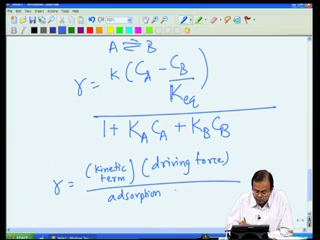 A ⇌ B
r = k (C_A - C_B / K_eq) / 1 + K_A C_A + K_B C_B
r = (kinetic term) (driving force) / adsorption